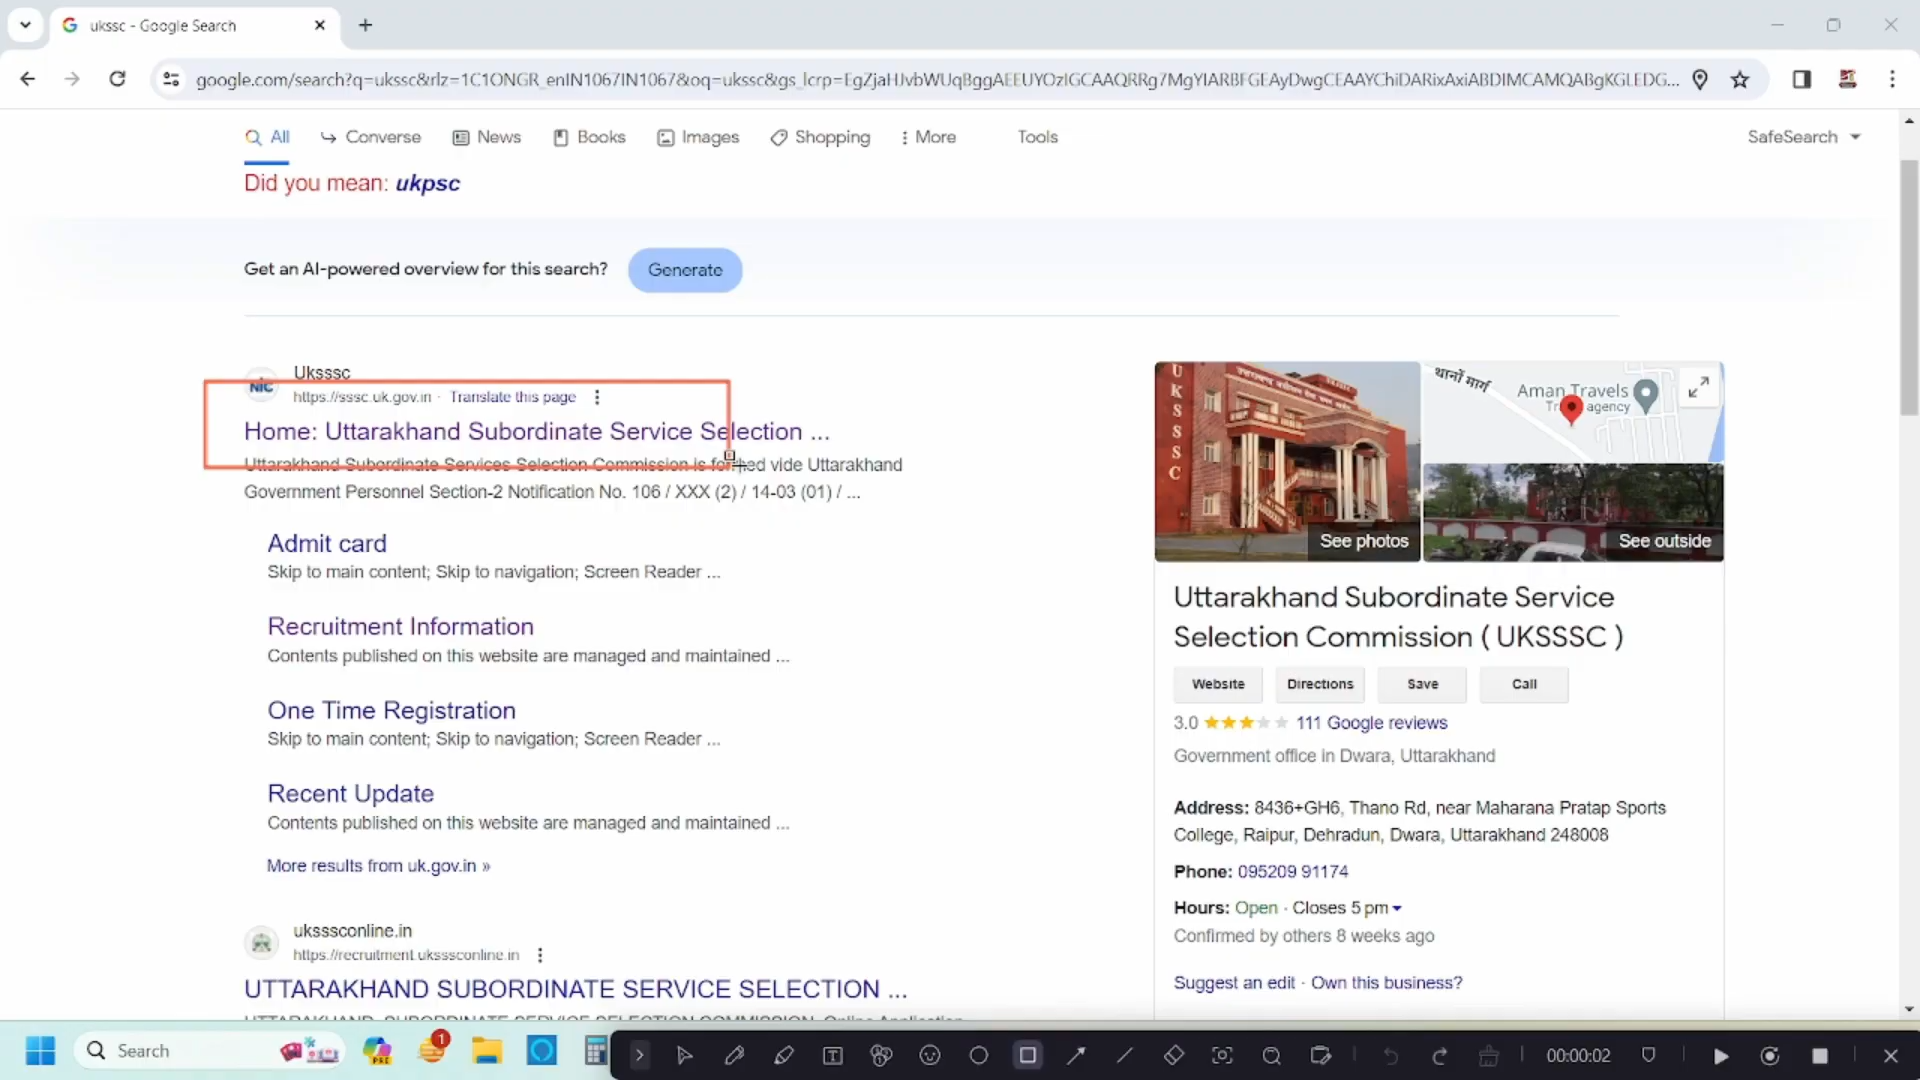 ukssc - Google Search
google.com/search?q=ukssc&rlz=1C1ONGR_enIN1067IN1067&oq=ukssc&gs_lcrp=
All
Converse
News
Books
Images
Shopping
More
Tools
SafeSearch
Did you mean: ukpsc
Get an AI-powered overview for this search?
Generate
NIC
Uksssc
https://sssc.uk.gov.in · Translate this page
Home: Uttarakhand Subordinate Service Selection ...
Uttarakhand Subordinate Services Selection Commission is formed vide Uttarakhand
Government Personnel Section-2 Notification No. 106 / XXX (2) / 14-03 (01) / ...
Admit card
Skip to main content; Skip to navigation; Screen Reader ...
Recruitment Information
Contents published on this website are managed and maintained ...
One Time Registration
Skip to main content; Skip to navigation; Screen Reader ...
Recent Update
Contents published on this website are managed and maintained ...
More results from uk.gov.in »
uksssconline.in
https://recruitment.uksssconline.in
UTTARAKHAND SUBORDINATE SERVICE SELECTION ...
UTTARAKHAND SUBORDINATE SERVICE SELECTION COMMISSION. Online Application
UKSSSC
See photos
थानों मार्ग
Aman Travels
agency
See outside
Uttarakhand Subordinate Service
Selection Commission ( UKSSSC )
Website
Directions
Save
Call
3.0
111 Google reviews
Government office in Dwara, Uttarakhand
Address: 8436+GH6, Thano Rd, near Maharana Pratap Sports
College, Raipur, Dehradun, Dwara, Uttarakhand 248008
Phone: 095209 91174
Hours: Open · Closes 5 pm
Confirmed by others 8 weeks ago
Suggest an edit · Own this business?
Search
PRE
1
00:00:02